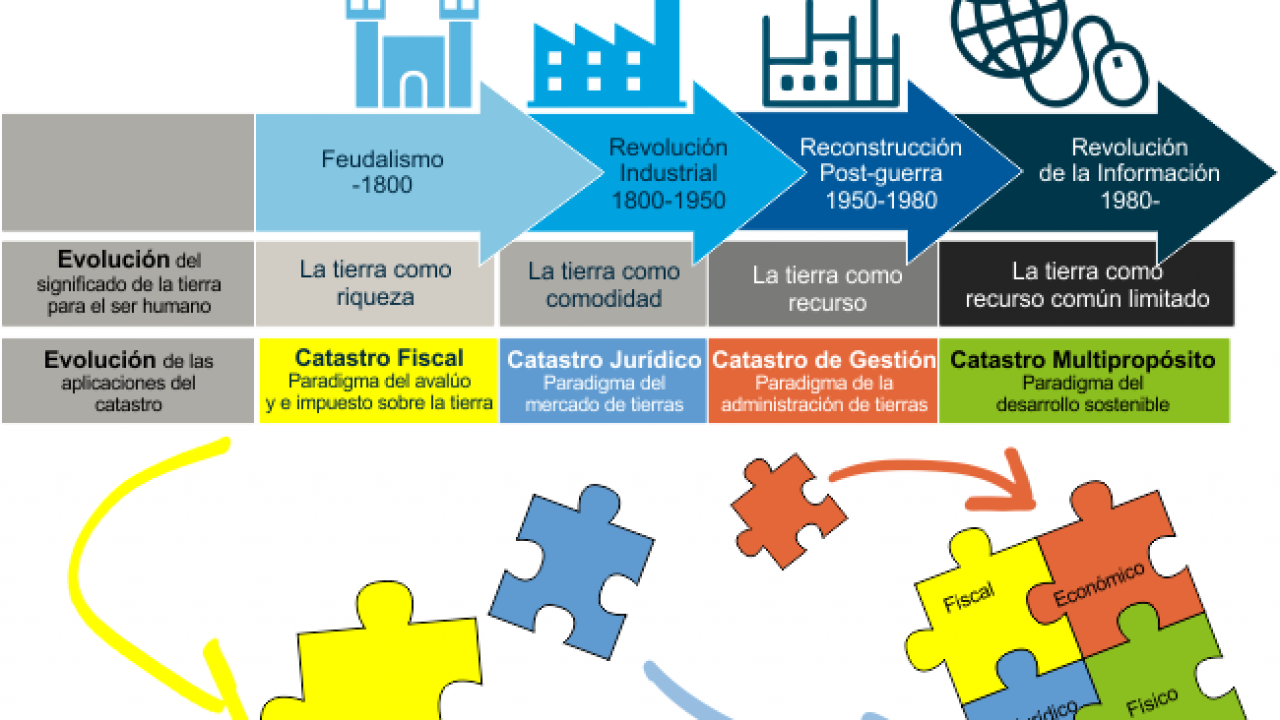 Feudalismo
-1800
Revolución
Industrial
1800-1950
Reconstrucción
Post-guerra
1950-1980
Revolución
de la Información
1980-
Evolución del
significado de la tierra
para el ser humano
La tierra como
riqueza
La tierra como
comodidad
La tierra como
recurso
La tierra como
recurso común limitado
Evolución de las
aplicaciones del
catastro
Catastro Fiscal
Paradigma del avalúo
y e impuesto sobre la tierra
Catastro Jurídico
Paradigma del
mercado de tierras
Catastro de Gestión
Paradigma de la
administración de tierras
Catastro Multipropósito
Paradigma del
desarrollo sostenible
Fiscal
Económico
Físico